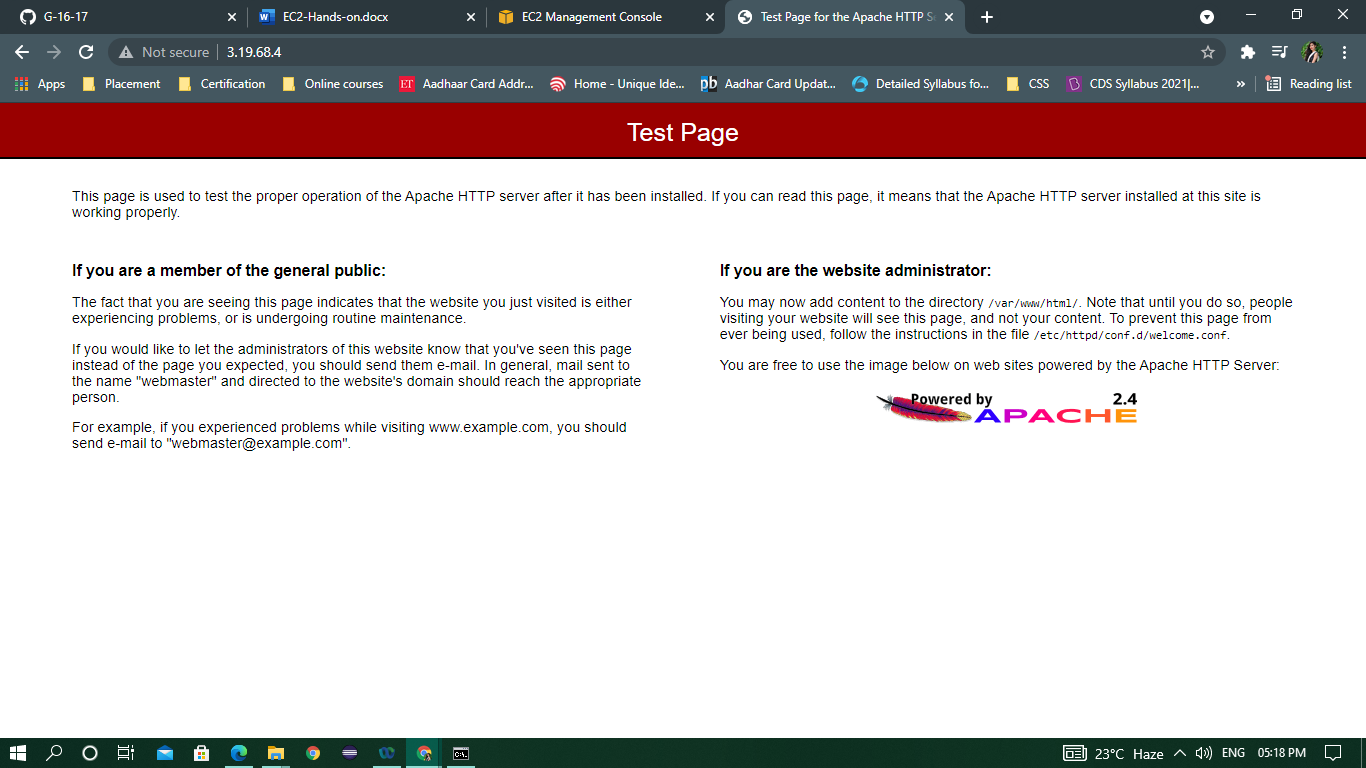 G-16-17
EC2-Hands-on.docx
EC2 Management Console
Test Page for the Apache HTTP S
Not secure
3.19.68.4
Apps
Placement
Certification
Online courses
ET
Aadhaar Card Addr...
Home - Unique Ide...
pb
Aadhar Card Updat...
Detailed Syllabus fo...
CSS
CDS Syllabus 2021|...
»
Reading list
Test Page
This page is used to test the proper operation of the Apache HTTP server after it has been installed. If you can read this page, it means that the Apache HTTP server installed at this site is
working properly.
If you are a member of the general public:
The fact that you are seeing this page indicates that the website you just visited is either
experiencing problems, or is undergoing routine maintenance.
If you would like to let the administrators of this website know that you've seen this page
instead of the page you expected, you should send them e-mail. In general, mail sent to
the name "webmaster" and directed to the website's domain should reach the appropriate
person.
For example, if you experienced problems while visiting www.example.com, you should
send e-mail to "webmaster@example.com".
If you are the website administrator:
You may now add content to the directory /var/www/html/. Note that until you do so, people
visiting your website will see this page, and not your content. To prevent this page from
ever being used, follow the instructions in the file /etc/httpd/conf.d/welcome.conf.
You are free to use the image below on web sites powered by the Apache HTTP Server:
Powered by 2.4
APACHE
23°C Haze
ENG
05:18 PM